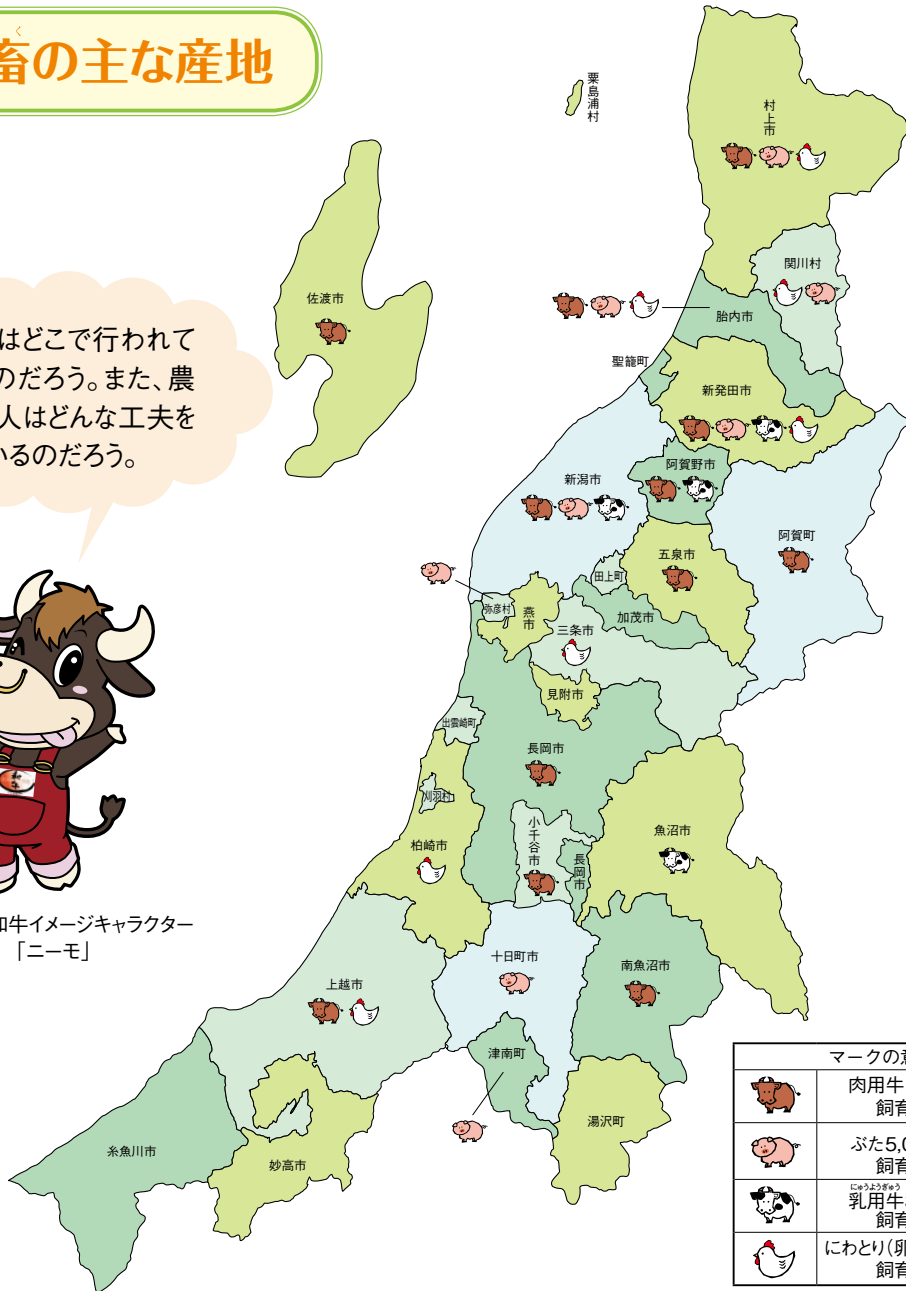 く
畜の主な産地
はどこで行われて
のだろう。また、農
人はどんな工夫を
いるのだろう。
和牛イメージキャラクター
「ニーモ」
粟島浦村
村上市
関川村
佐渡市
胎内市
聖籠町
新発田市
阿賀野市
新潟市
阿賀町
五泉市
田上町
弥彦村
燕市
加茂市
三条市
見附市
出雲崎町
長岡市
刈羽村
小千谷市
長岡市
魚沼市
柏崎市
十日町市
南魚沼市
上越市
津南町
湯沢町
糸魚川市
妙高市
マークの
肉用牛
飼育
ぶた5,0
飼育
にゅうようぎゅう
乳用牛
飼育
にわとり(卵
飼育